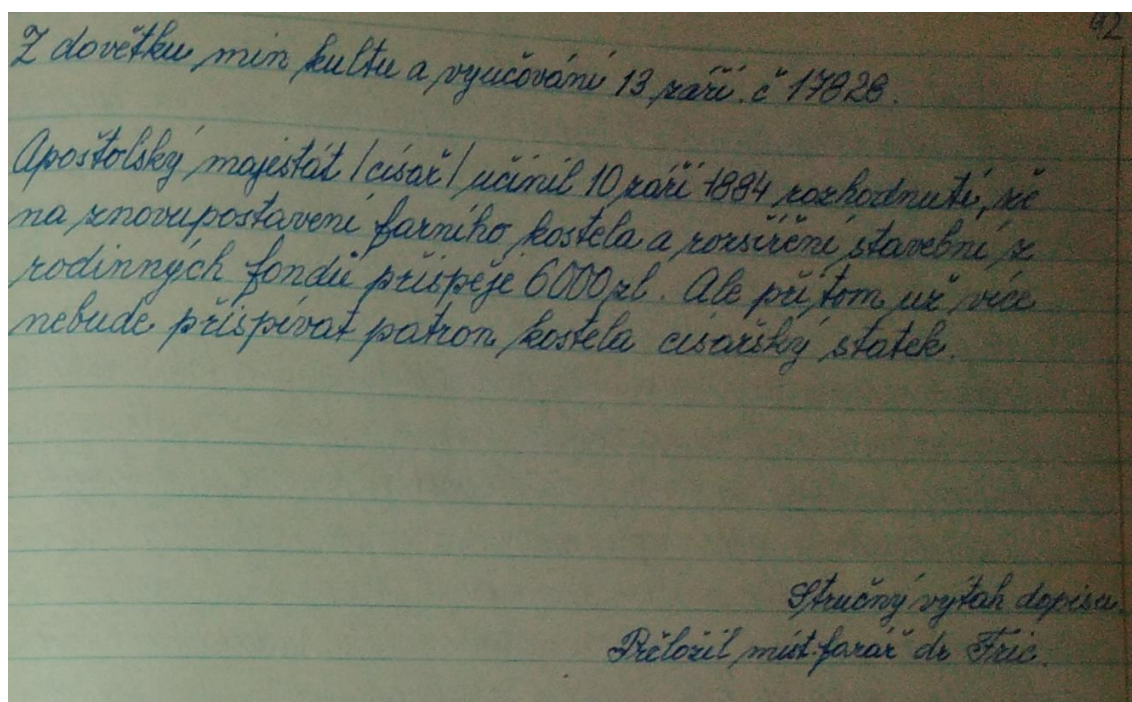 42
Z dovětku min kultu a vyučování 13 září. č 17828.
Apoštolský majestát /císař/ učinil 10 září 1884 rozhodnutí, že
na znovupostavení farního kostela a rozšíření stavební z
rodinných fondů přispěje 6000 zl. Ale při tom už více
nebude přispívat patron kostela císařský statek.
Stručný výtah dopisu.
Přeložil míst. farář dr Fric.